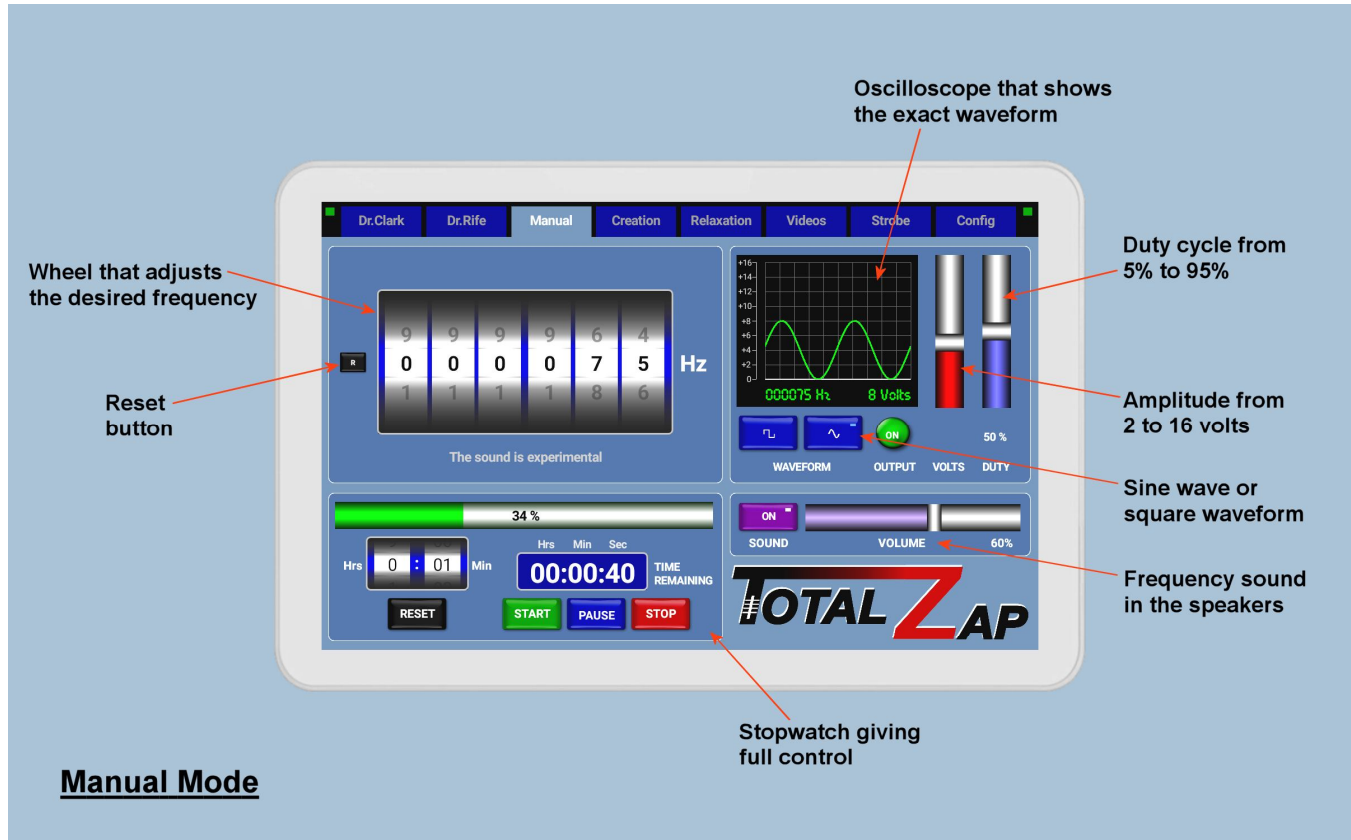 Oscilloscope that shows
the exact waveform
Dr.Clark
Dr.Rife
Manual
Creation
Relaxation
Videos
Strobe
Config
Wheel that adjusts
the desired frequency
Duty cycle from
5% to 95%
9 9 9 9 6 4
R
0 0 0 0 7 5 Hz
1 1 1 1 8 6
The sound is experimental
Reset
button
+16
+14
+12
+10
+8
+6
+4
+2
0
000075 Hz
8 Volts
Amplitude from
2 to 16 volts
ON
50 %
WAVEFORM
OUTPUT
VOLTS
DUTY
Sine wave or
square waveform
34 %
Hrs
0 : 01
Min
Hrs Min Sec
00:00:40
TIME
REMAINING
RESET
START
PAUSE
STOP
ON
SOUND
VOLUME
60%
Frequency sound
in the speakers
TOTAL ZAP
Stopwatch giving
full control
Manual Mode